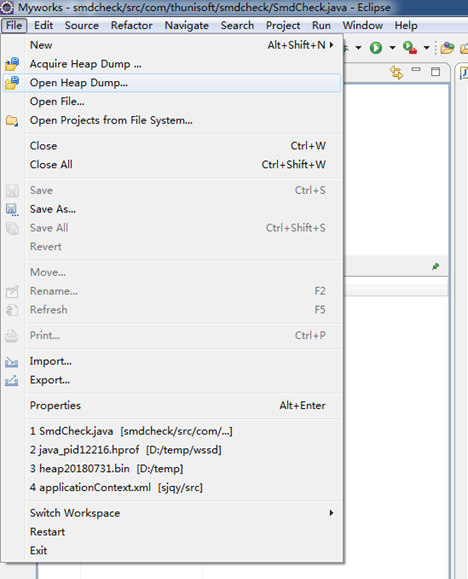 Myworks - smdcheck/src/com/thunisoft/smdcheck/SmdCheck.java - Eclipse
File Edit Source Refactor Navigate Search Project Run Window Help
New Alt+Shift+N
Acquire Heap Dump ...
Open Heap Dump...
Open File...
Open Projects from File System...
Close Ctrl+W
Close All Ctrl+Shift+W
Save Ctrl+S
Save As...
Save All Ctrl+Shift+S
Revert
Move...
Rename... F2
Refresh F5
Print... Ctrl+P
Import...
Export...
Properties Alt+Enter
1 SmdCheck.java [smdcheck/src/com/...]
2 java_pid12216.hprof [D:/temp/wssd]
3 heap20180731.bin [D:/temp]
4 applicationContext.xml [sjqy/src]
Switch Workspace
Restart
Exit